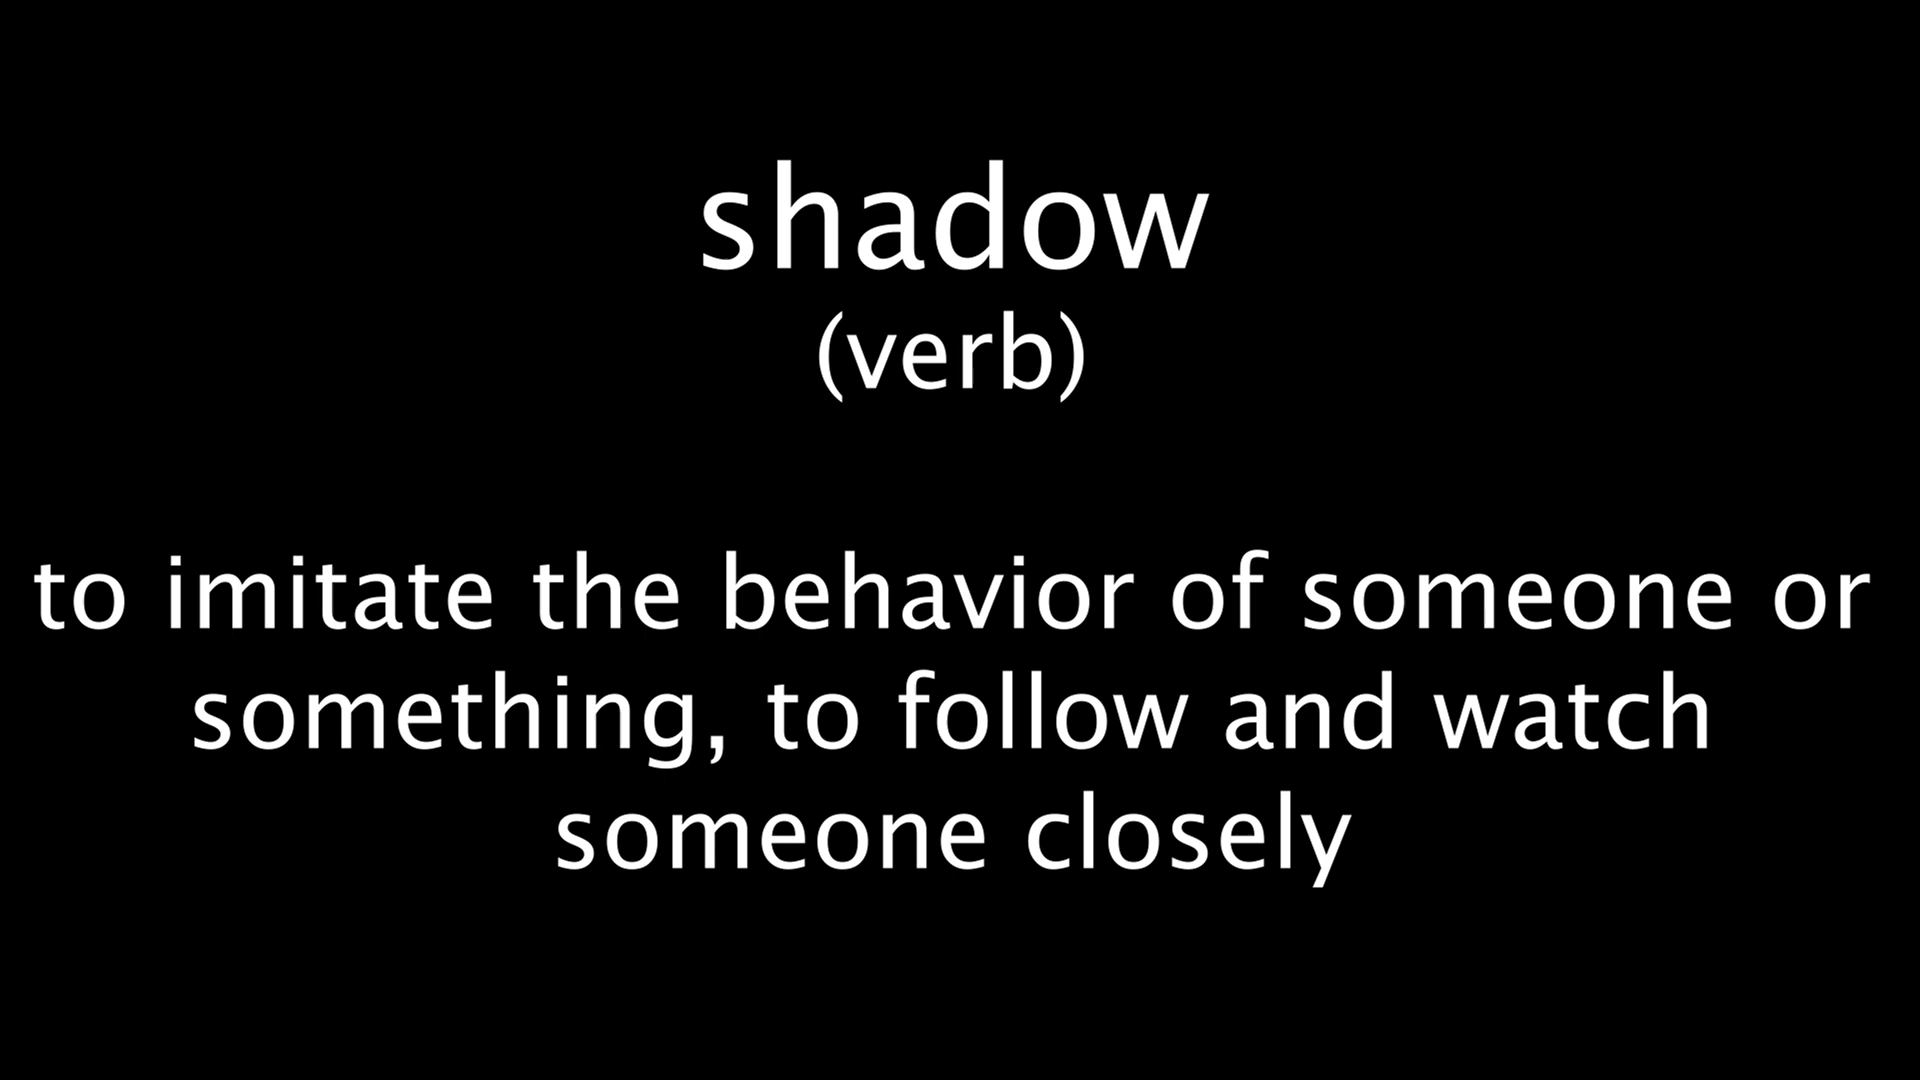 shadow
(verb)
to imitate the behavior of someone or
something, to follow and watch
someone closely